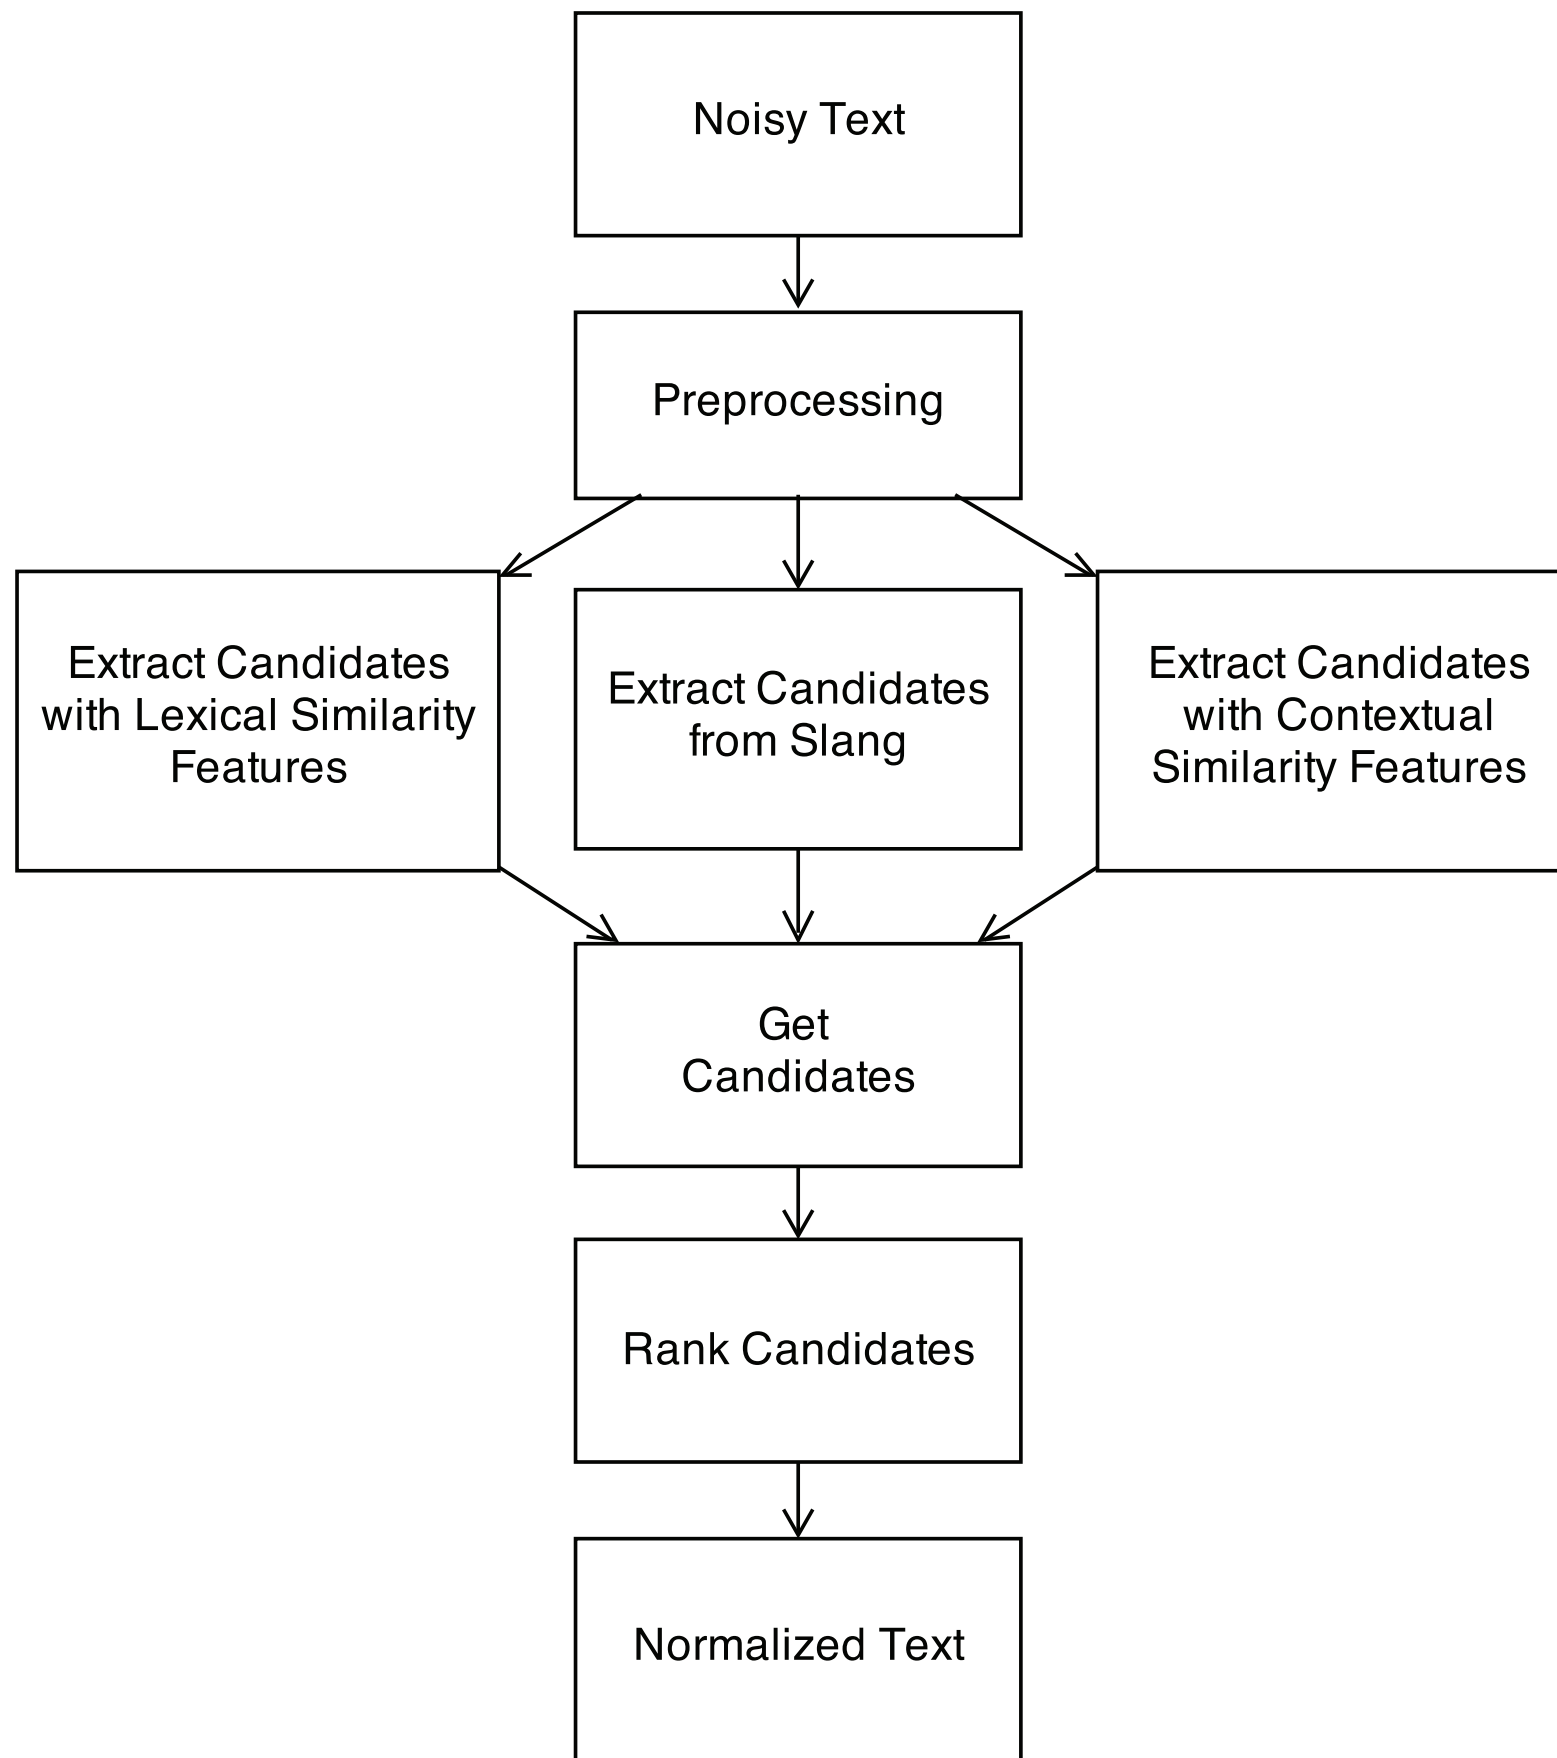 Noisy Text
Preprocessing
Extract Candidates
with Lexical Similarity
Features
Extract Candidates
from Slang
Extract Candidates
with Contextual
Similarity Features
Get
Candidates
Rank Candidates
Normalized Text